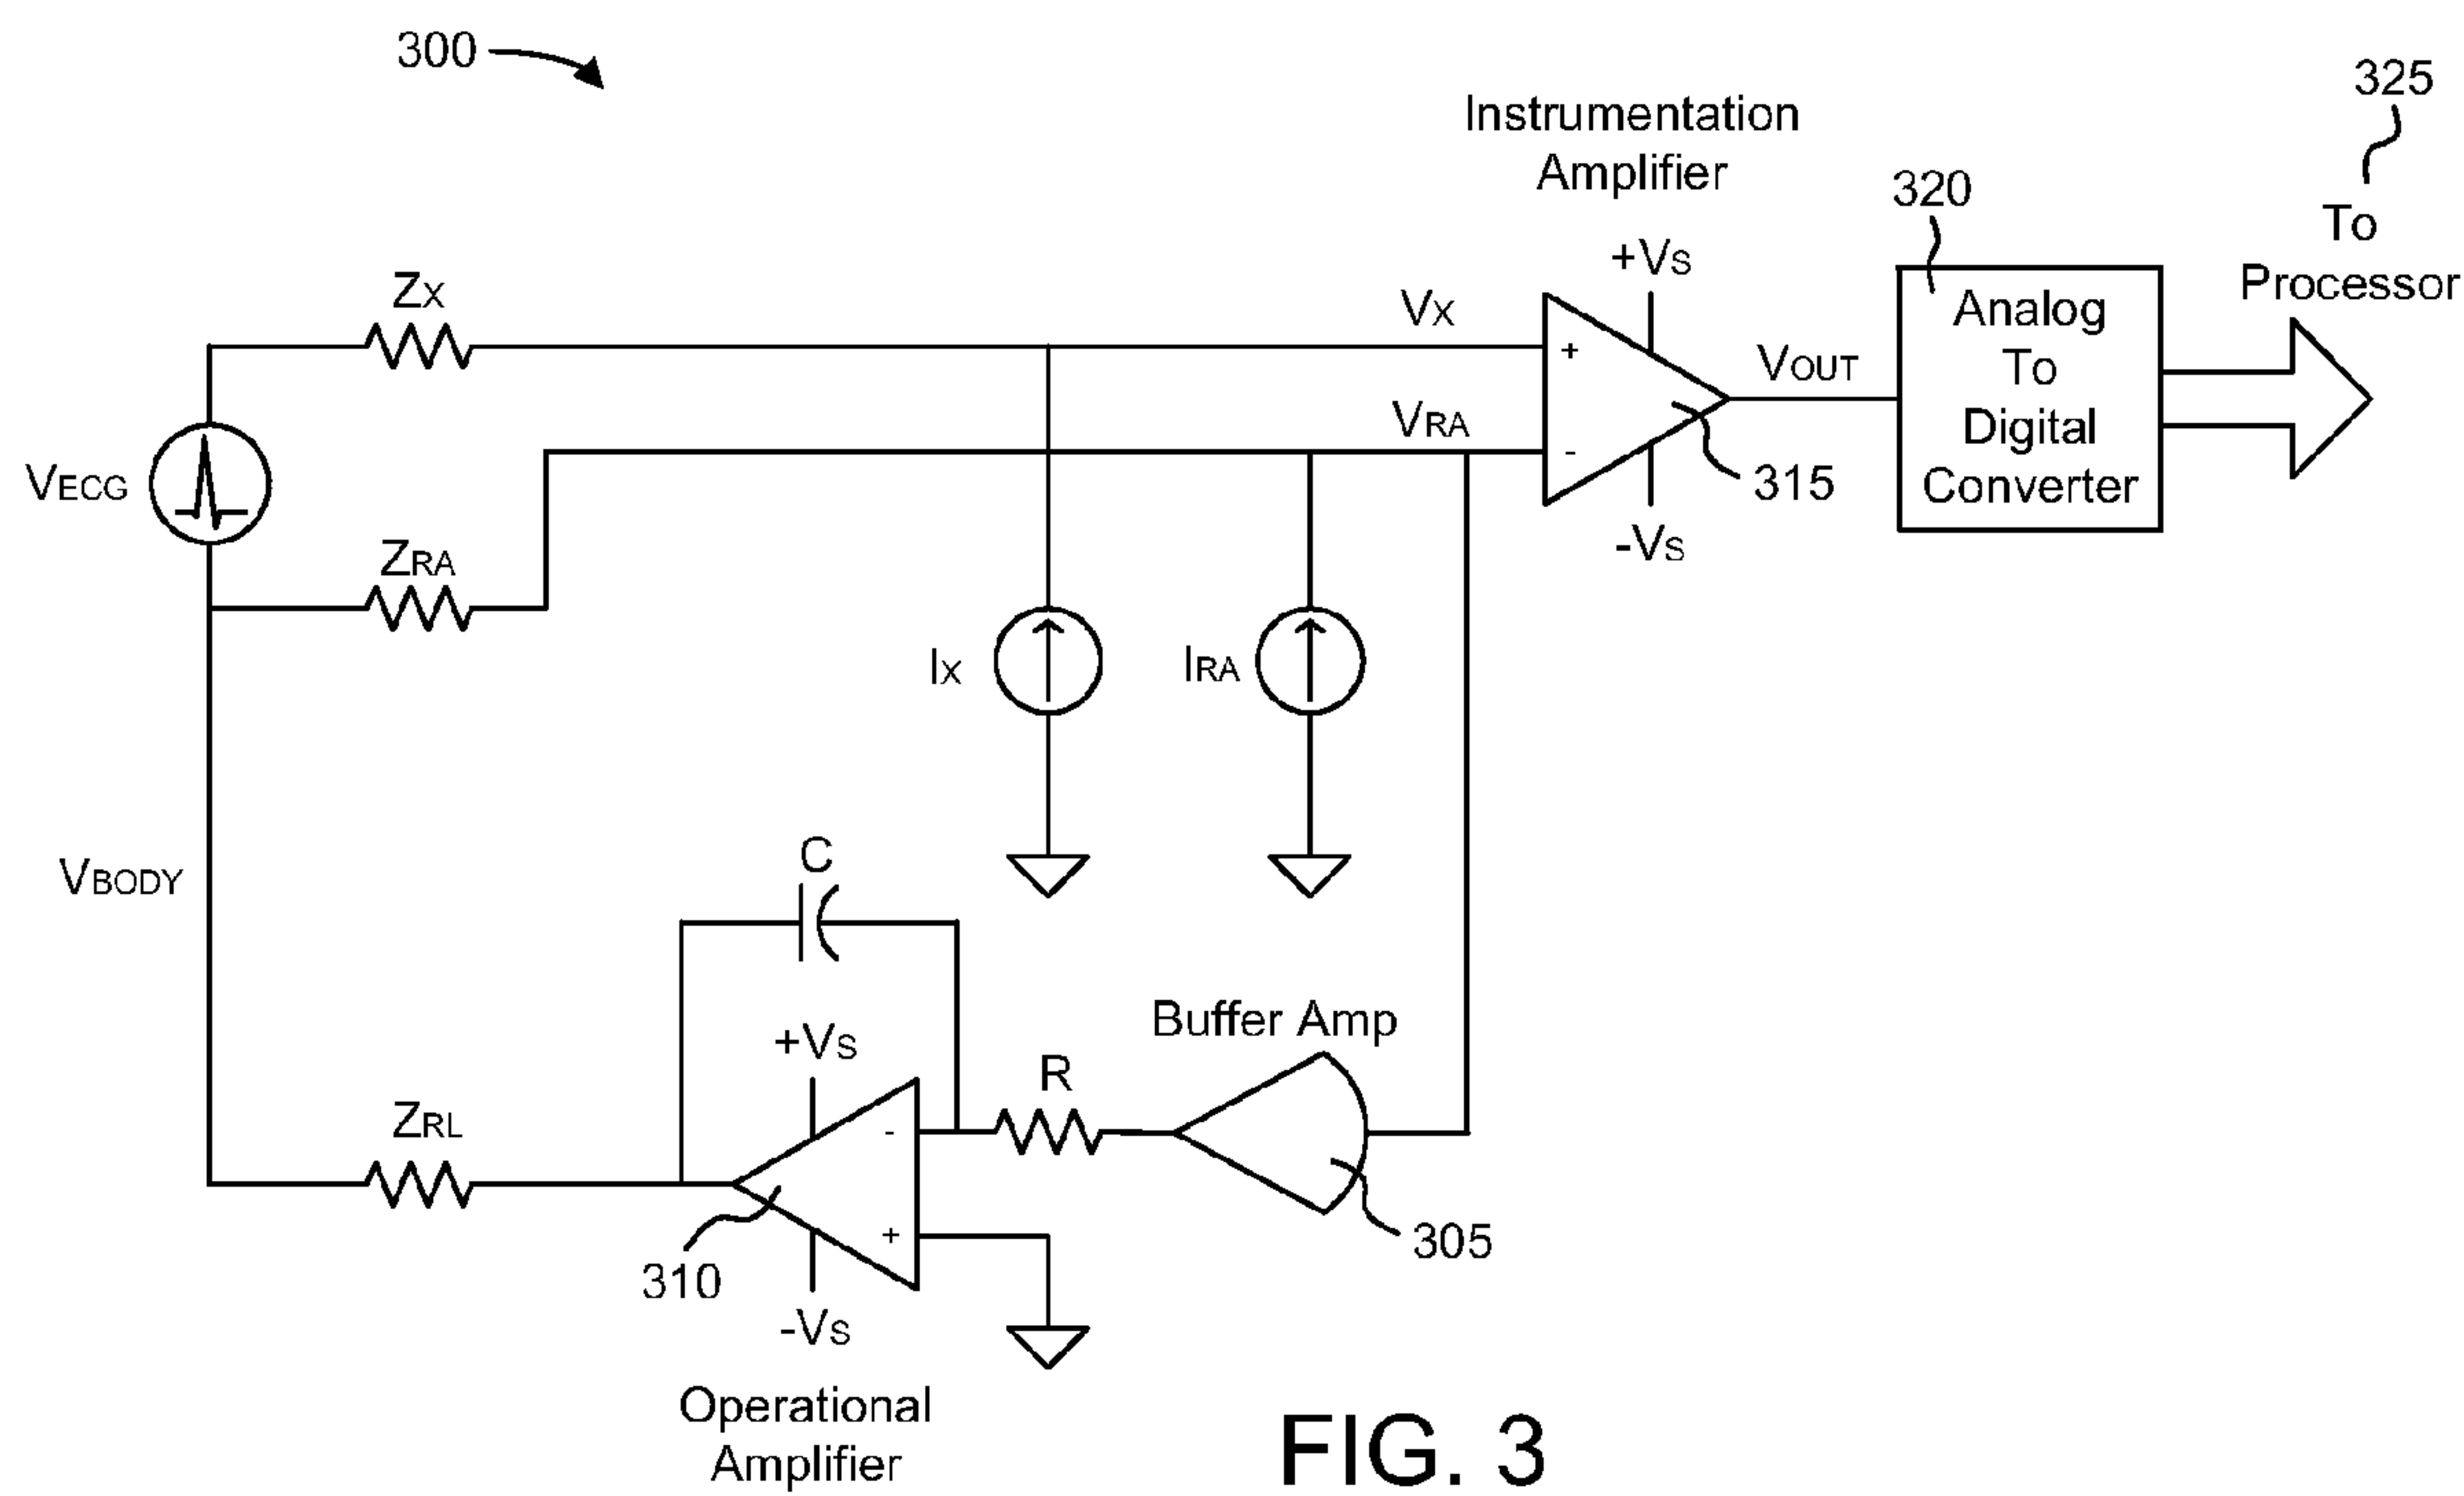 300
325
Instrumentation
Amplifier
320
To
Processor
+VS
ZX
VX
+
VOUT
Analog
To
Digital
Converter
VRA
-
315
VECG
-VS
ZRA
IX
IRA
C
VBODY
Buffer Amp
+VS
R
ZRL
-
+
305
310
-VS
Operational
Amplifier
FIG. 3